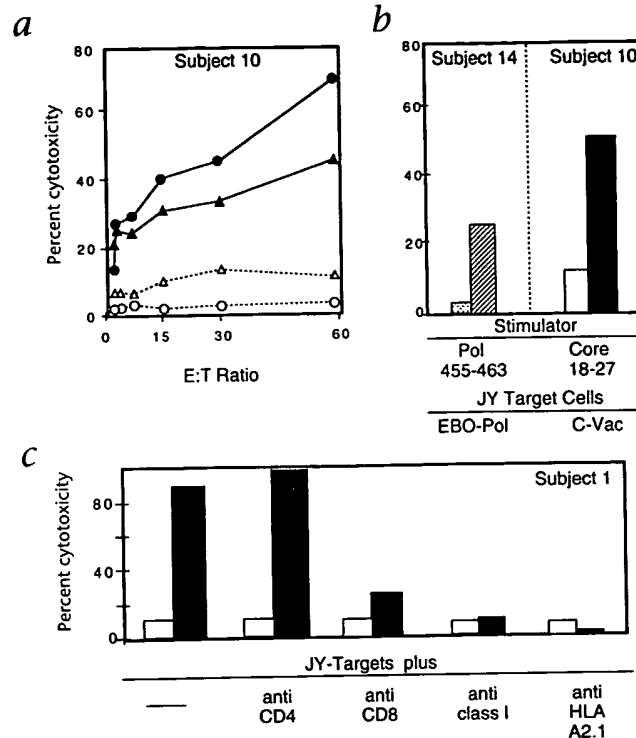 a
Subject 10
Percent cytotoxicity
80
60
40
20
0
0 15 30 60
E:T Ratio
b
Subject 14 Subject 10
80
60
40
20
0
Stimulator
Pol Core
455-463 18-27
JY Target Cells
EBO-Pol C-Vac
c
Subject 1
Percent cytotoxicity
80
40
0
JY-Targets plus
anti anti anti anti
CD4 CD8 class I HLA
A2.1